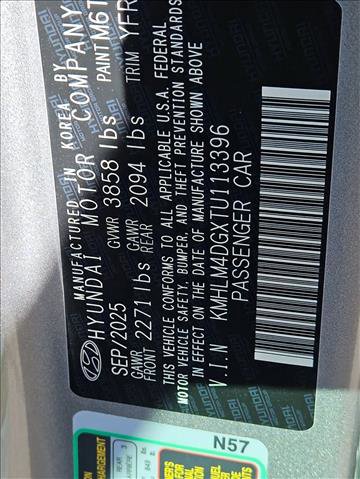 MANUFACTURED IN KOREA BY
HYUNDAI MOTOR COMPANY
SEP/2025 GVWR 3858 lbs PAINT M6T
GAWR FRONT 2271 lbs GAWR REAR 2094 lbs TRIM YFR
THIS VEHICLE CONFORMS TO ALL APPLICABLE U.S.A. FEDERAL
MOTOR VEHICLE SAFETY, BUMPER, AND THEFT PREVENTION STANDARDS
IN EFFECT ON THE DATE OF MANUFACTURE SHOWN ABOVE.
V.I.N KMHLM4DGXTU113396
PASSENGER CAR
N57
REAR 3